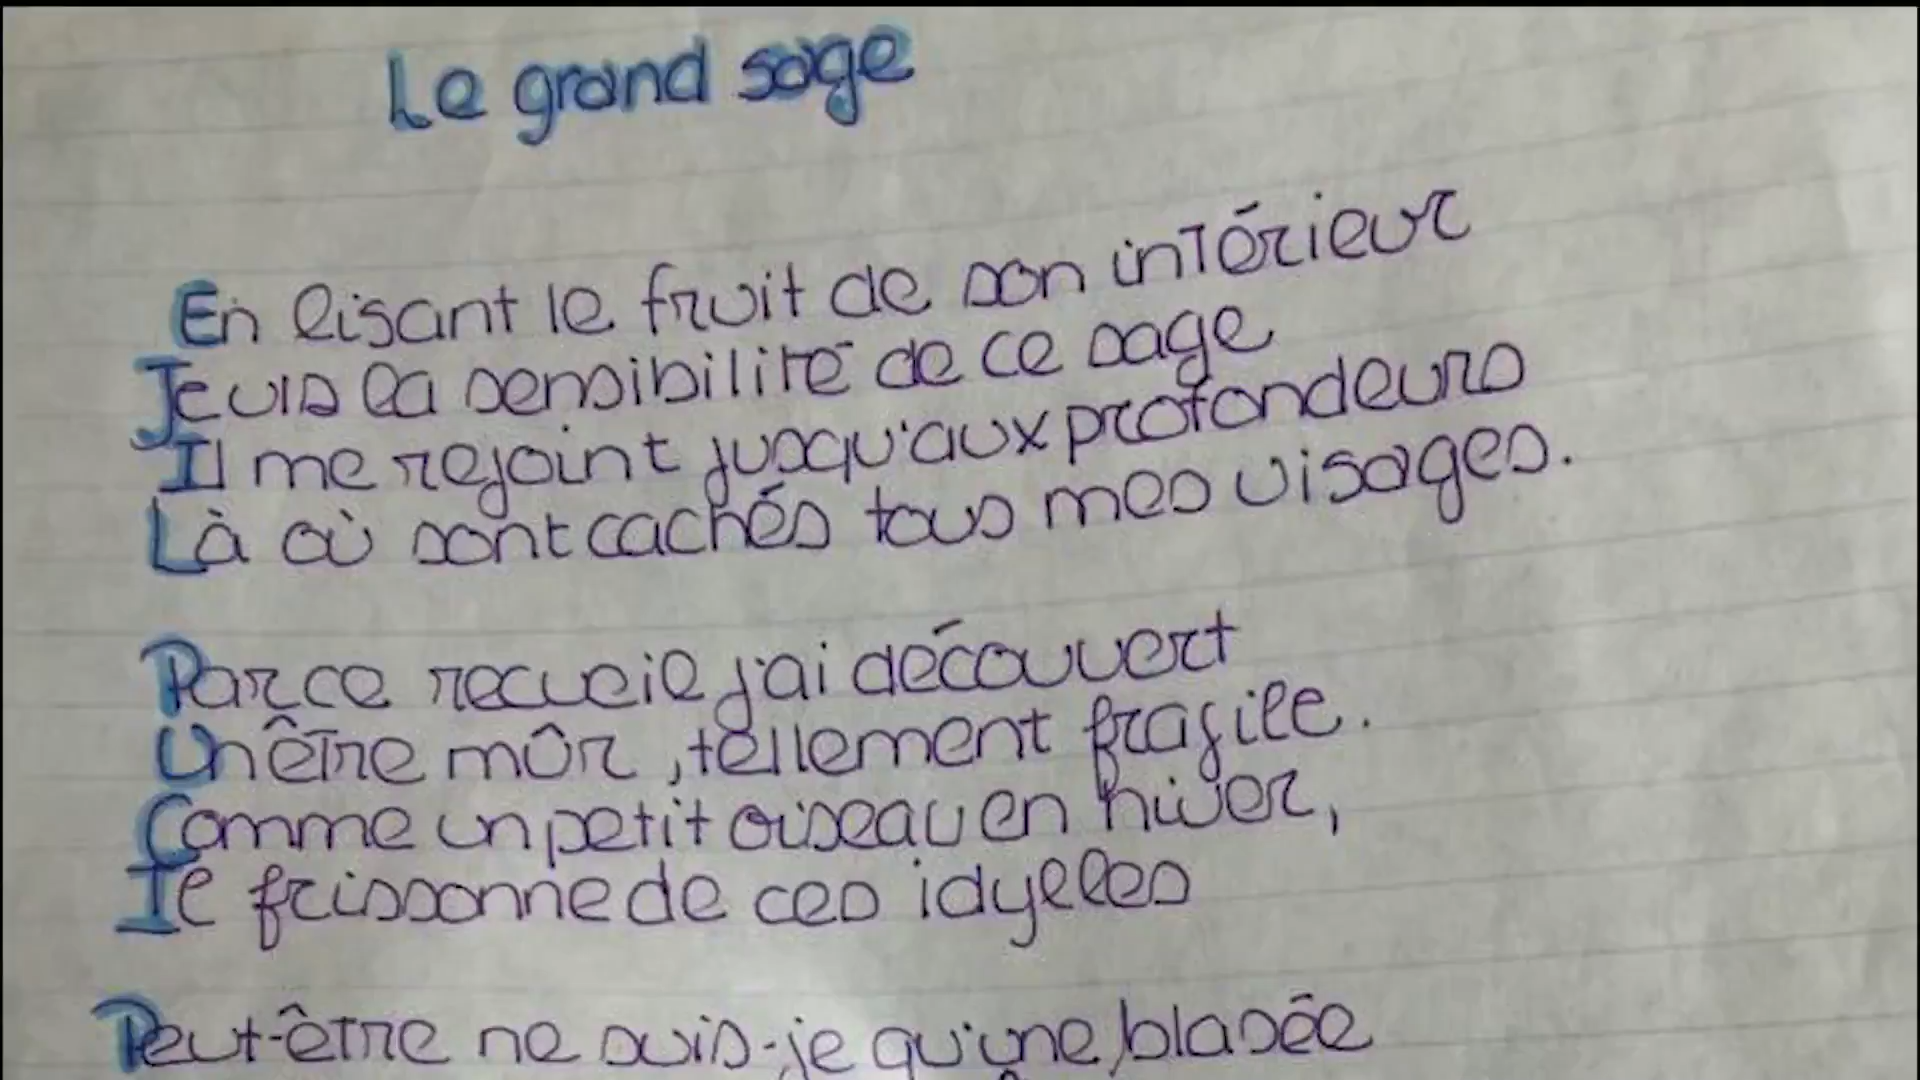 Le grand sage
En lisant le fruit de son intérieur
Je vis la sensibilité de ce sage
Il me rejoint jusqu'aux profondeurs
Là où sont cachés tous mes visages.
Par ce recueil j'ai découvert
Un être mûr, tellement fragile.
Comme un petit oiseau en hiver,
Il frissonne de ces idylles
Peut-être ne suis-je qu'une blasée